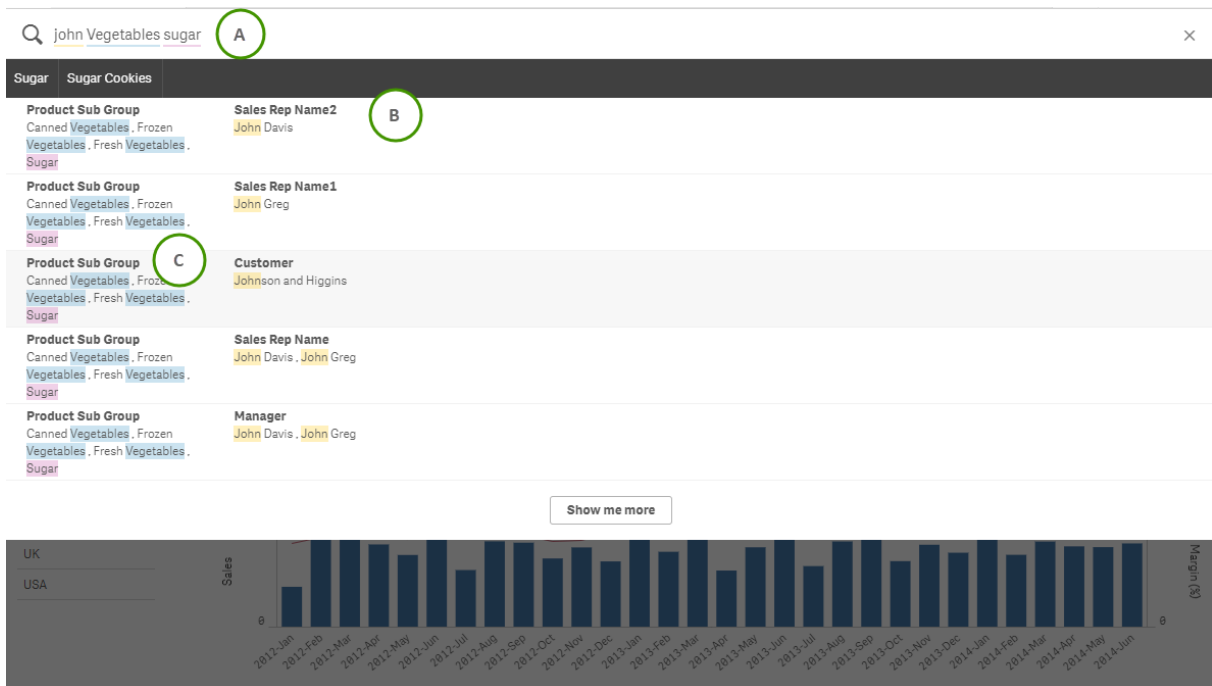 john Vegetables sugar
A
Sugar Sugar Cookies
Product Sub Group
Canned Vegetables , Frozen
Vegetables , Fresh Vegetables ,
Sugar
Sales Rep Name2
John Davis
B
Product Sub Group
Canned Vegetables , Frozen
Vegetables , Fresh Vegetables ,
Sugar
Sales Rep Name1
John Greg
Product Sub Group
C
Canned Vegetables , Froze
Vegetables , Fresh Vegetables ,
Sugar
Customer
Johnson and Higgins
Product Sub Group
Canned Vegetables , Frozen
Vegetables , Fresh Vegetables ,
Sugar
Sales Rep Name
John Davis , John Greg
Product Sub Group
Canned Vegetables , Frozen
Vegetables , Fresh Vegetables ,
Sugar
Manager
John Davis , John Greg
Show me more
UK
USA
Sales
0
Margin (%)
0
2012-Jan
2012-Feb
2012-Mar
2012-Apr
2012-May
2012-Jun
2012-Jul
2012-Aug
2012-Sep
2012-Oct
2012-Nov
2012-Dec
2013-Jan
2013-Feb
2013-Mar
2013-Apr
2013-May
2013-Jun
2013-Jul
2013-Aug
2013-Sep
2013-Oct
2013-Nov
2013-Dec
2014-Jan
2014-Feb
2014-Mar
2014-Apr
2014-May
2014-Jun